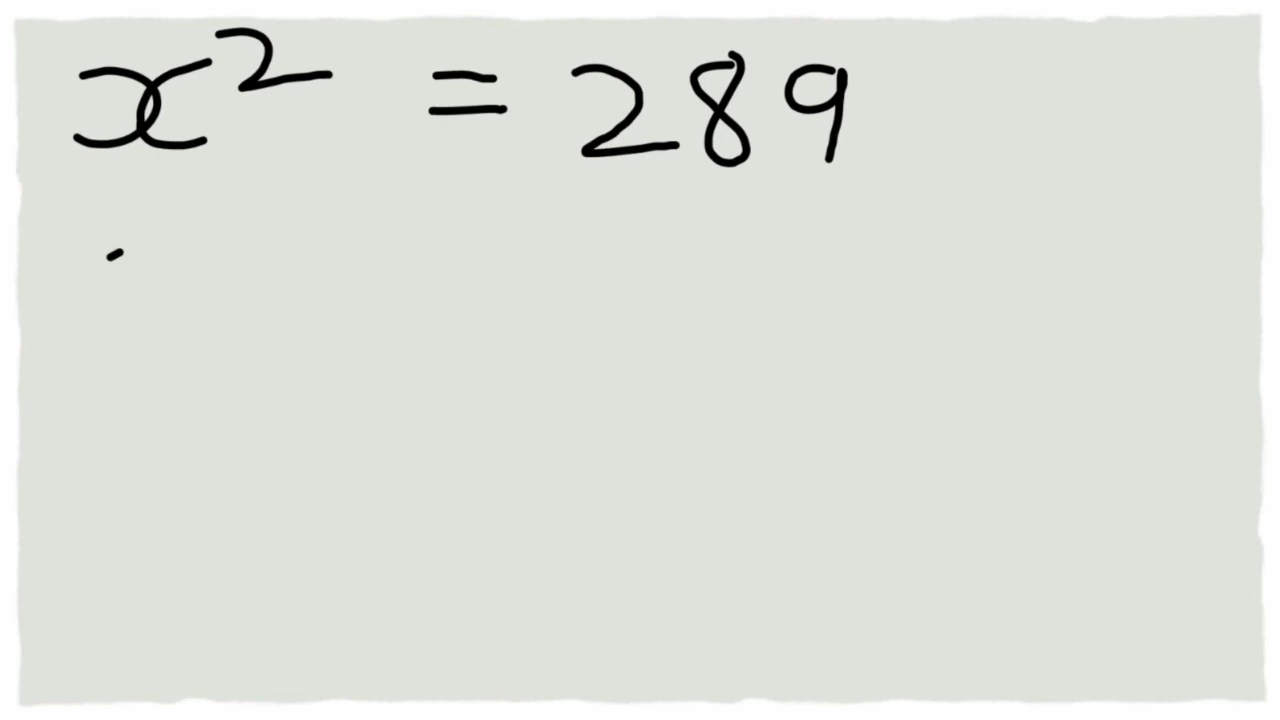 x² = 289